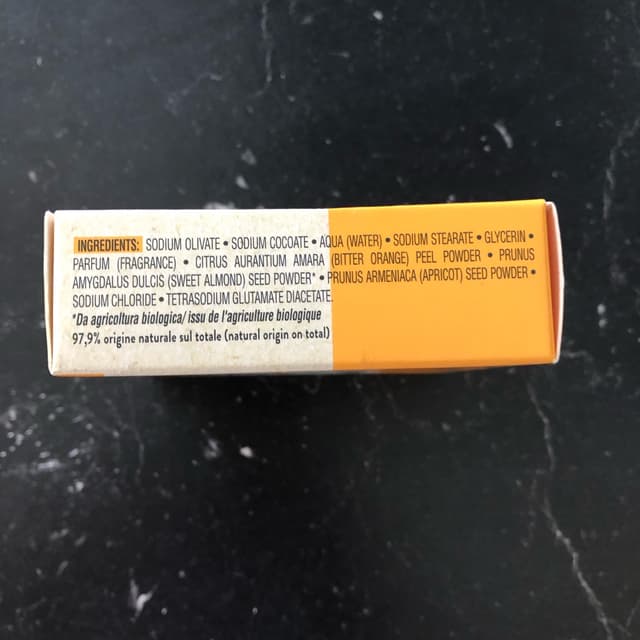 INGREDIENTS: SODIUM OLIVATE • SODIUM COCOATE • AQUA (WATER) • SODIUM STEARATE • GLYCERIN •
PARFUM (FRAGRANCE) • CITRUS AURANTIUM AMARA (BITTER ORANGE) PEEL POWDER • PRUNUS
AMYGDALUS DULCIS (SWEET ALMOND) SEED POWDER* • PRUNUS ARMENIACA (APRICOT) SEED POWDER •
SODIUM CHLORIDE • TETRASODIUM GLUTAMATE DIACETATE.
*Da agricoltura biologica/ issu de l'agriculture biologique
97,9% origine naturale sul totale (natural origin on total)